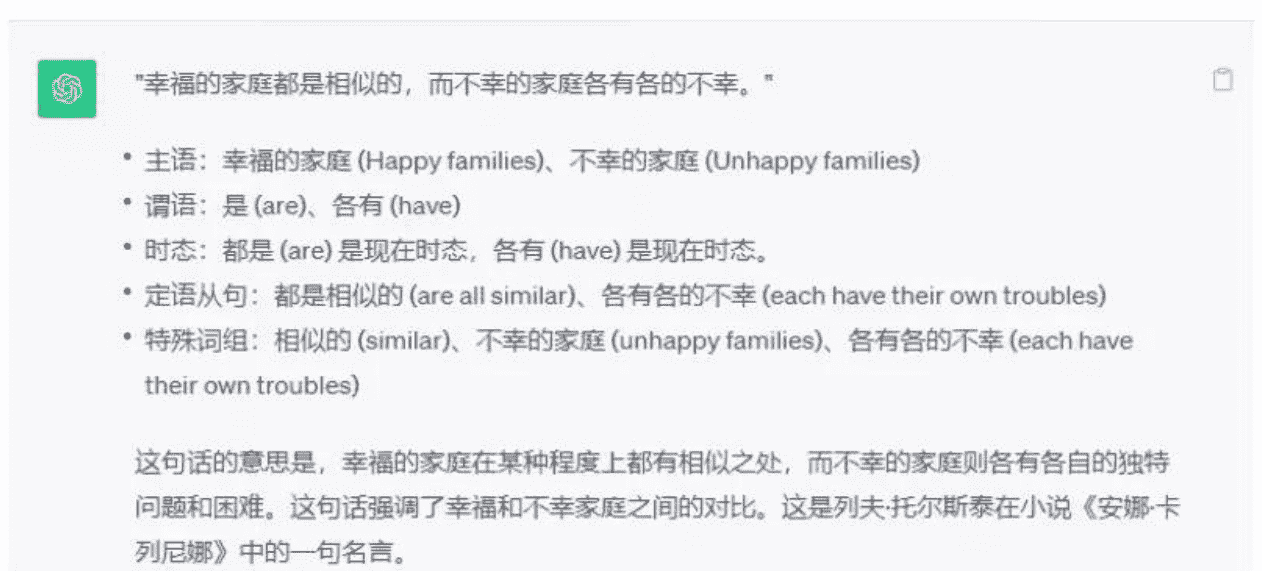 "幸福的家庭都是相似的，而不幸的家庭各有各的不幸。"
• 主语：幸福的家庭 (Happy families)、不幸的家庭 (Unhappy families)
• 谓语：是 (are)、各有 (have)
• 时态：都是 (are) 是现在时态，各有 (have) 是现在时态。
• 定语从句：都是相似的 (are all similar)、各有各的不幸 (each have their own troubles)
• 特殊词组：相似的 (similar)、不幸的家庭 (unhappy families)、各有各的不幸 (each have
their own troubles)
这句话的意思是，幸福的家庭在某种程度上都有相似之处，而不幸的家庭则各有各自的独特
问题和困难。这句话强调了幸福和不幸家庭之间的对比。这是列夫·托尔斯泰在小说《安娜·卡
列尼娜》中的一句名言。